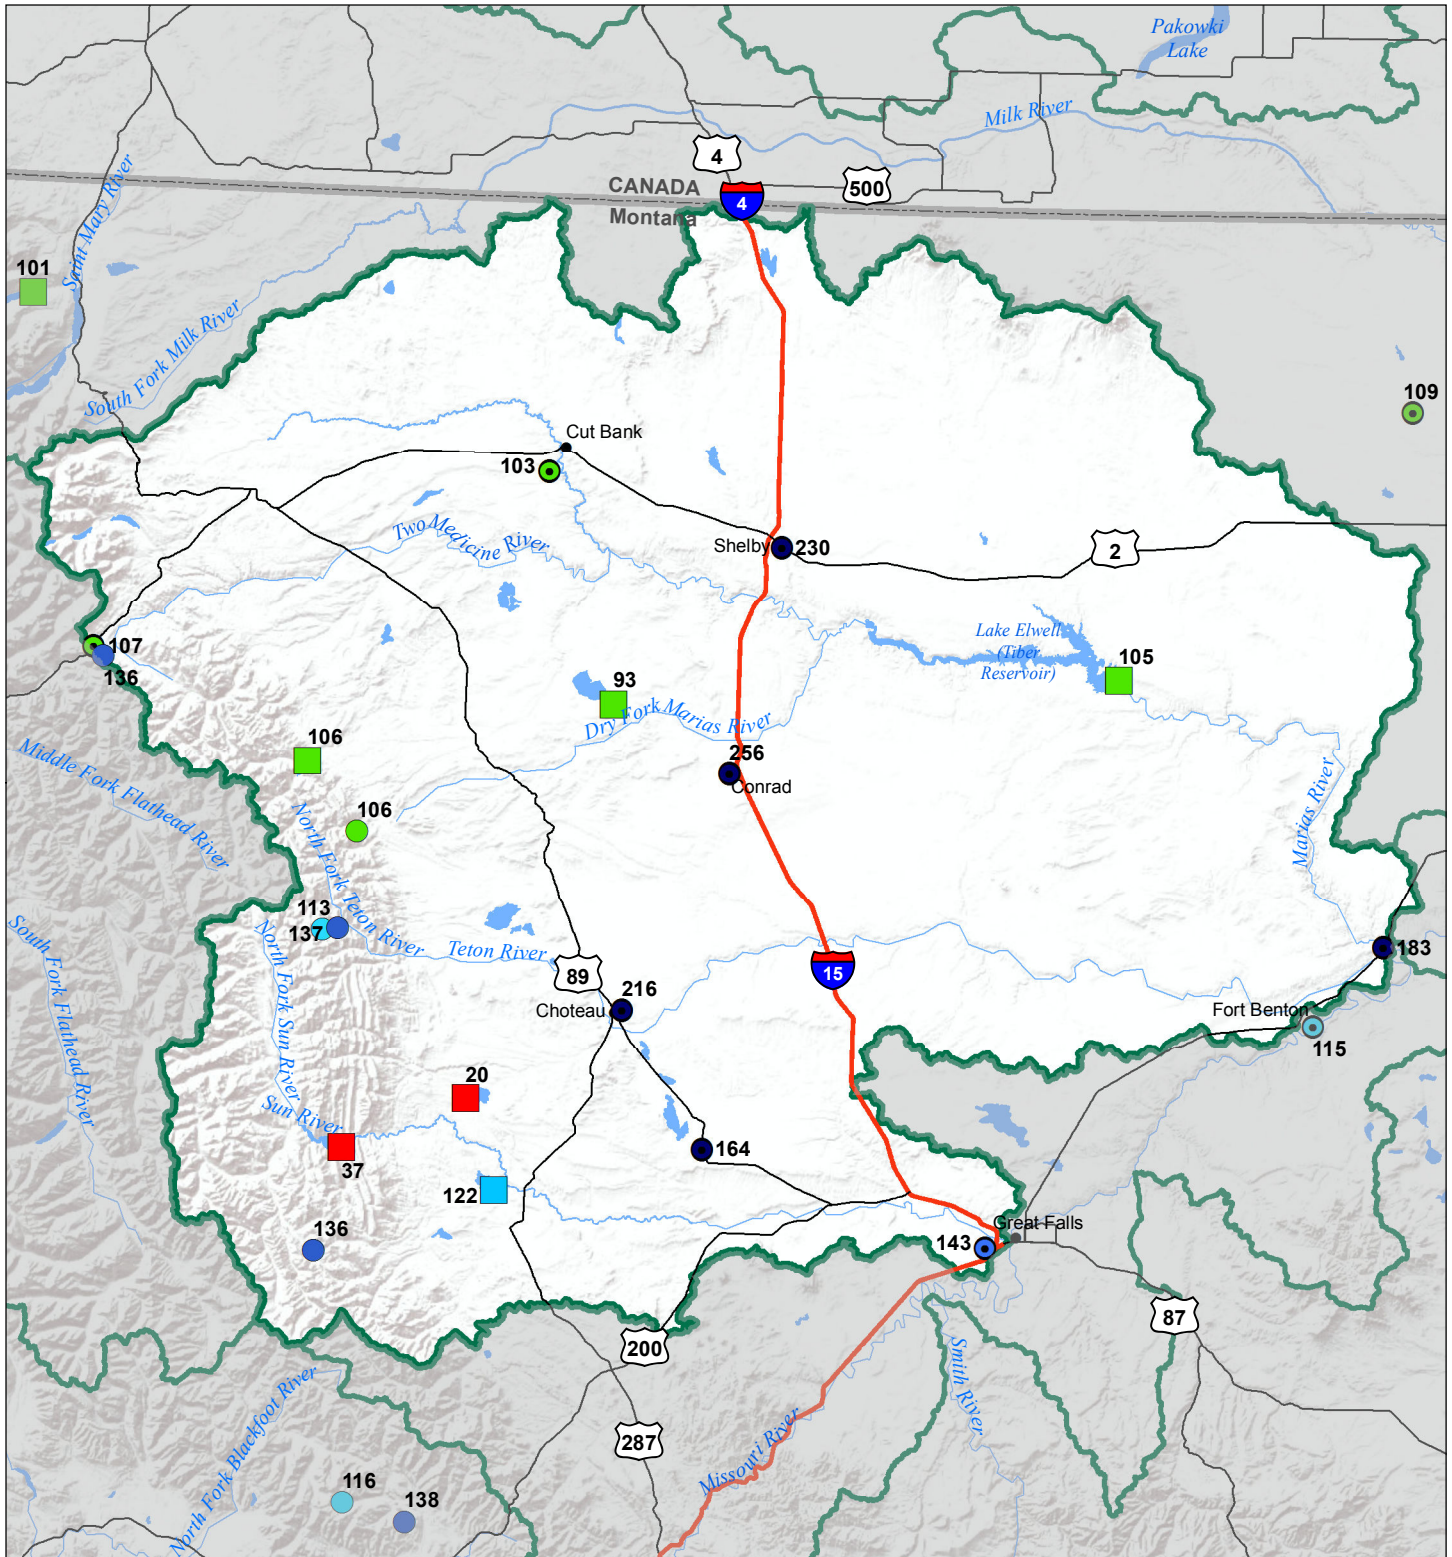 Pakowki
Lake
Milk River
4
CANADA
500
4
Montana
Saint Mary River
101
South Fork Milk River
109
Cut Bank
103
Two Medicine River
Shelby
230
2
107
136
Lake Elwell
(Tiber
Reservoir)
105
93
Dry Fork Marias River
106
256
Conrad
Middle Fork Flathead River
106
Marias River
North Fork Teton River
113
137
South Fork Flathead River
North Fork Sun River
Teton River
89
15
183
216
Choteau
Fort Benton
115
20
Sun River
37
164
122
136
Great Falls
143
200
87
287
Smith River
Missouri River
North Fork Blackfoot River
116
138